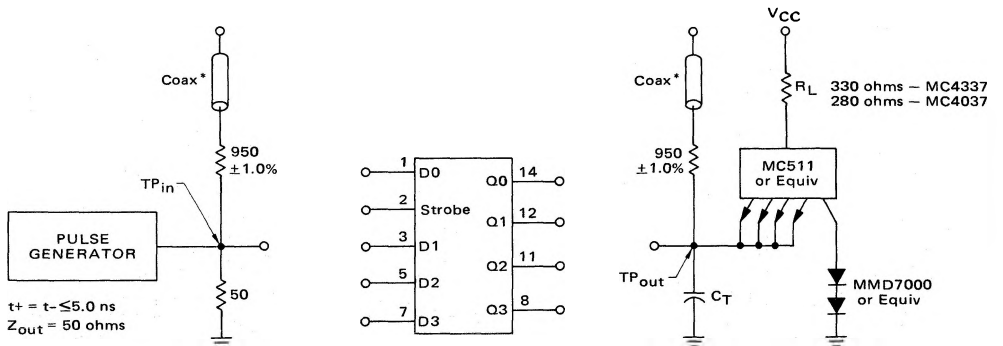 Coax*
950
±1.0%
TPin
PULSE
GENERATOR
50
t+ = t- ≤5.0 ns
Zout = 50 ohms
1
D0
2
Strobe
3
D1
5
D2
7
D3
Q0
14
Q1
12
Q2
11
Q3
8
Coax*
950
±1.0%
TPout
CT
VCC
RL
330 ohms – MC4337
280 ohms – MC4037
MC511
or Equiv
MMD7000
or Equiv